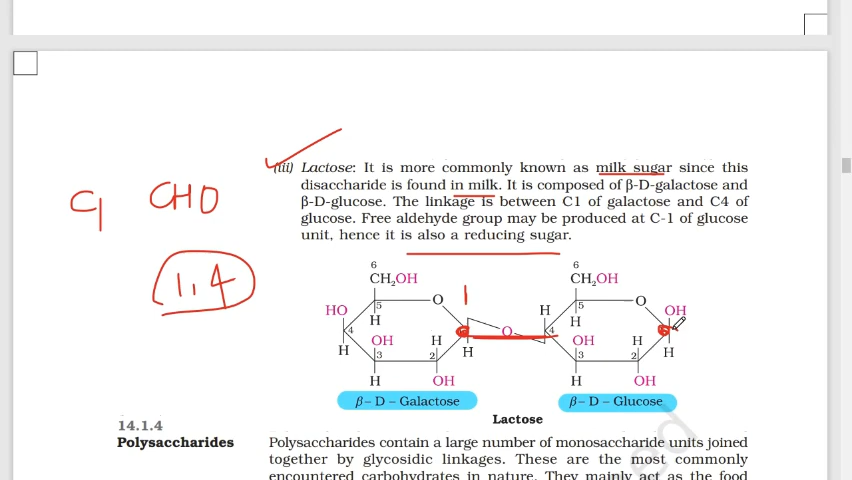 (iii) Lactose: It is more commonly known as milk sugar since this
disaccharide is found in milk. It is composed of β-D-galactose and
β-D-glucose. The linkage is between C1 of galactose and C4 of
glucose. Free aldehyde group may be produced at C-1 of glucose
unit, hence it is also a reducing sugar.
C1 CHO
1,4
6 6
CH₂OH CH₂OH
1
O O
HO 5 H 5 OH
H H
4 O 4
OH H OH H
H 3 2 H 3 2 H
H OH H OH
β – D – Galactose β – D – Glucose
Lactose
14.1.4
Polysaccharides
Polysaccharides contain a large number of monosaccharide units joined
together by glycosidic linkages. These are the most commonly
encountered carbohydrates in nature. They mainly act as the food